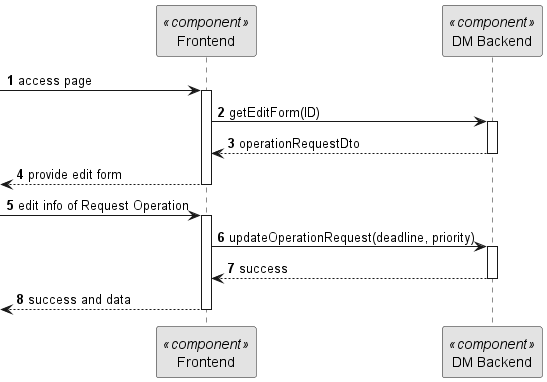 «component»
Frontend
«component»
DM Backend
1 access page
2 getEditForm(ID)
3 operationRequestDto
4 provide edit form
5 edit info of Request Operation
6 updateOperationRequest(deadline, priority)
7 success
8 success and data
«component»
Frontend
«component»
DM Backend